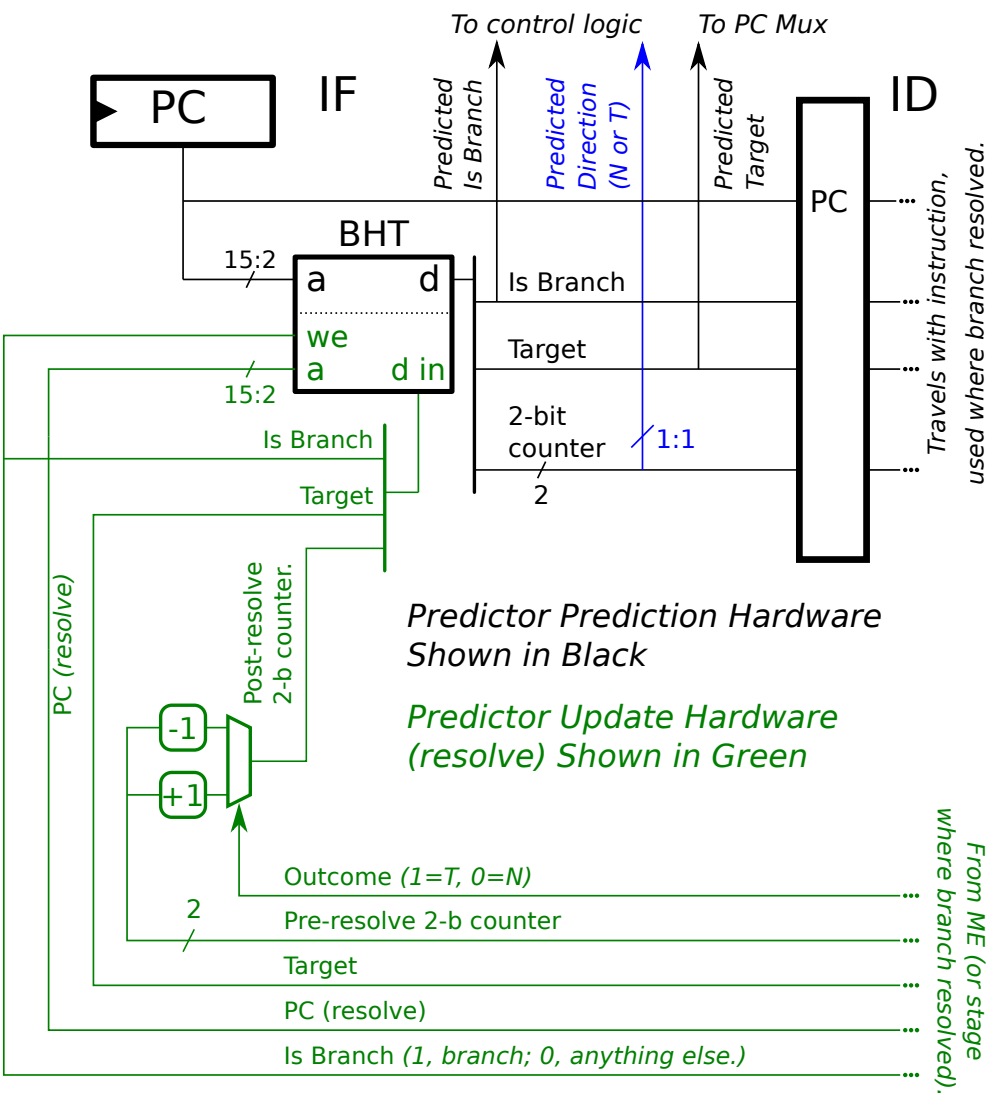 To control logic
To PC Mux
PC
IF
Predicted
Is Branch
Predicted
Direction
(N or T)
Predicted
Target
ID
PC
BHT
15:2
a
d
we
a
d in
15:2
Is Branch
Target
2-bit
counter
2
1:1
Travels with instruction,
used where branch resolved.
Is Branch
Target
PC (resolve)
Post-resolve
2-b counter.
Predictor Prediction Hardware
Shown in Black
Predictor Update Hardware
(resolve) Shown in Green
-1
+1
2
Outcome (1=T, 0=N)
Pre-resolve 2-b counter
Target
PC (resolve)
Is Branch (1, branch; 0, anything else.)
From ME (or stage
where branch resolved).